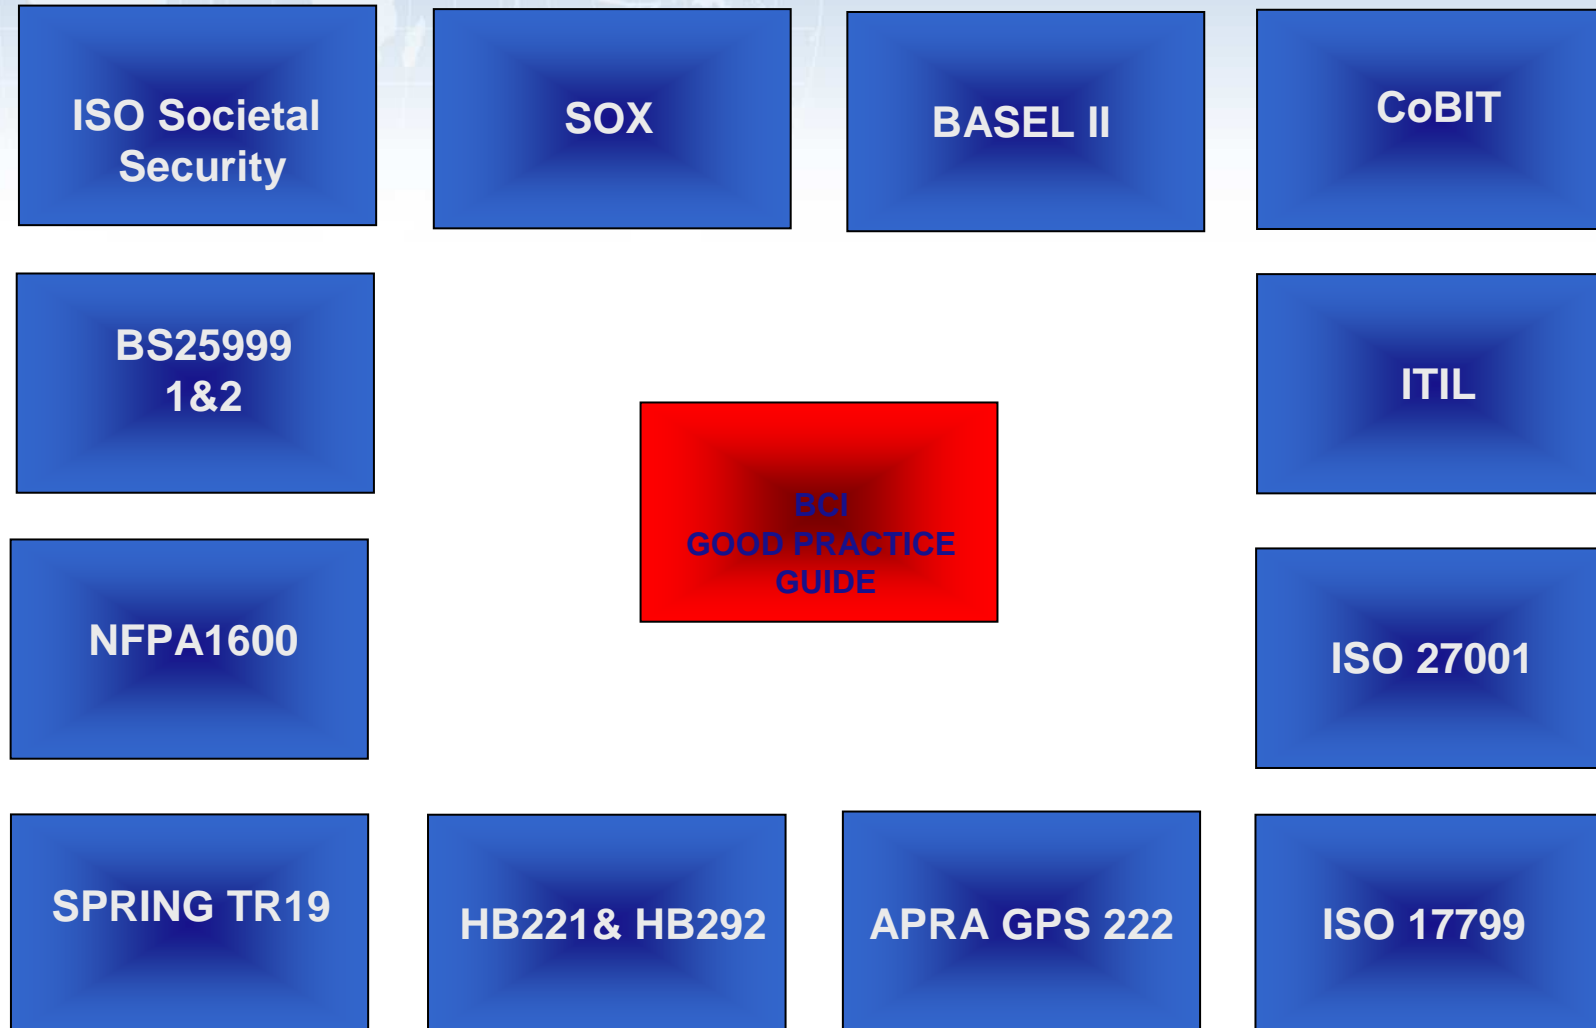 ISO Societal
Security
SOX
BASEL II
CoBIT
BS25999
1&2
ITIL
BCI
GOOD PRACTICE
GUIDE
NFPA1600
ISO 27001
SPRING TR19
HB221& HB292
APRA GPS 222
ISO 17799